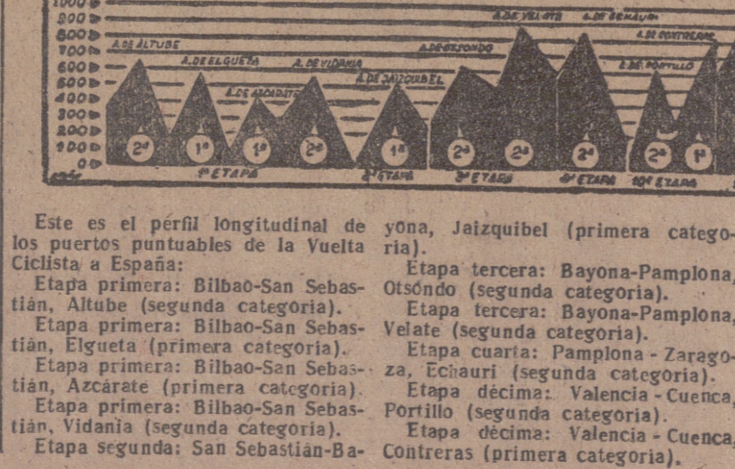 1000
900
800
700
600
500
400
300
200
100
0
A. DE ALTUBE
A. DE ELGUETA
A. DE AZCARATE
A. DE VIDANIA
A. DE JAIZQUIBEL
A. DE OTSONDO
A. DE VELATE
A. DE ECHAURI
A. DE PORTILLO
A. DE CONTRERAS
2ª 1ª 1ª 2ª 1ª 2ª 2ª 2ª 2ª 1ª
1ª ETAPA 2ª ETAPA 3ª ETAPA 4ª ETAPA 10ª ETAPA
Este es el pérfil longitudinal de
los puertos puntuables de la Vuelta
Ciclista a España:
Etapa primera: Bilbao-San Sebas-
tián, Altube (segunda categoría).
Etapa primera: Bilbao-San Sebas-
tián, Elgueta (primera categoría).
Etapa primera: Bilbao-San Sebas-
tián, Azcárate (primera categoría).
Etapa primera: Bilbao-San Sebas-
tián, Vidania (segunda categoría).
Etapa segunda: San Sebastián-Ba-
yona, Jaizquibel (primera catego-
ría).
Etapa tercera: Bayona-Pamplona,
Otsondo (segunda categoría).
Etapa tercera: Bayona-Pamplona,
Velate (segunda categoría).
Etapa cuarta: Pamplona - Zarago-
za, Echauri (segunda categoría).
Etapa décima: Valencia - Cuenca,
Portillo (segunda categoría).
Etapa décima: Valencia - Cuenca,
Contreras (primera categoría).